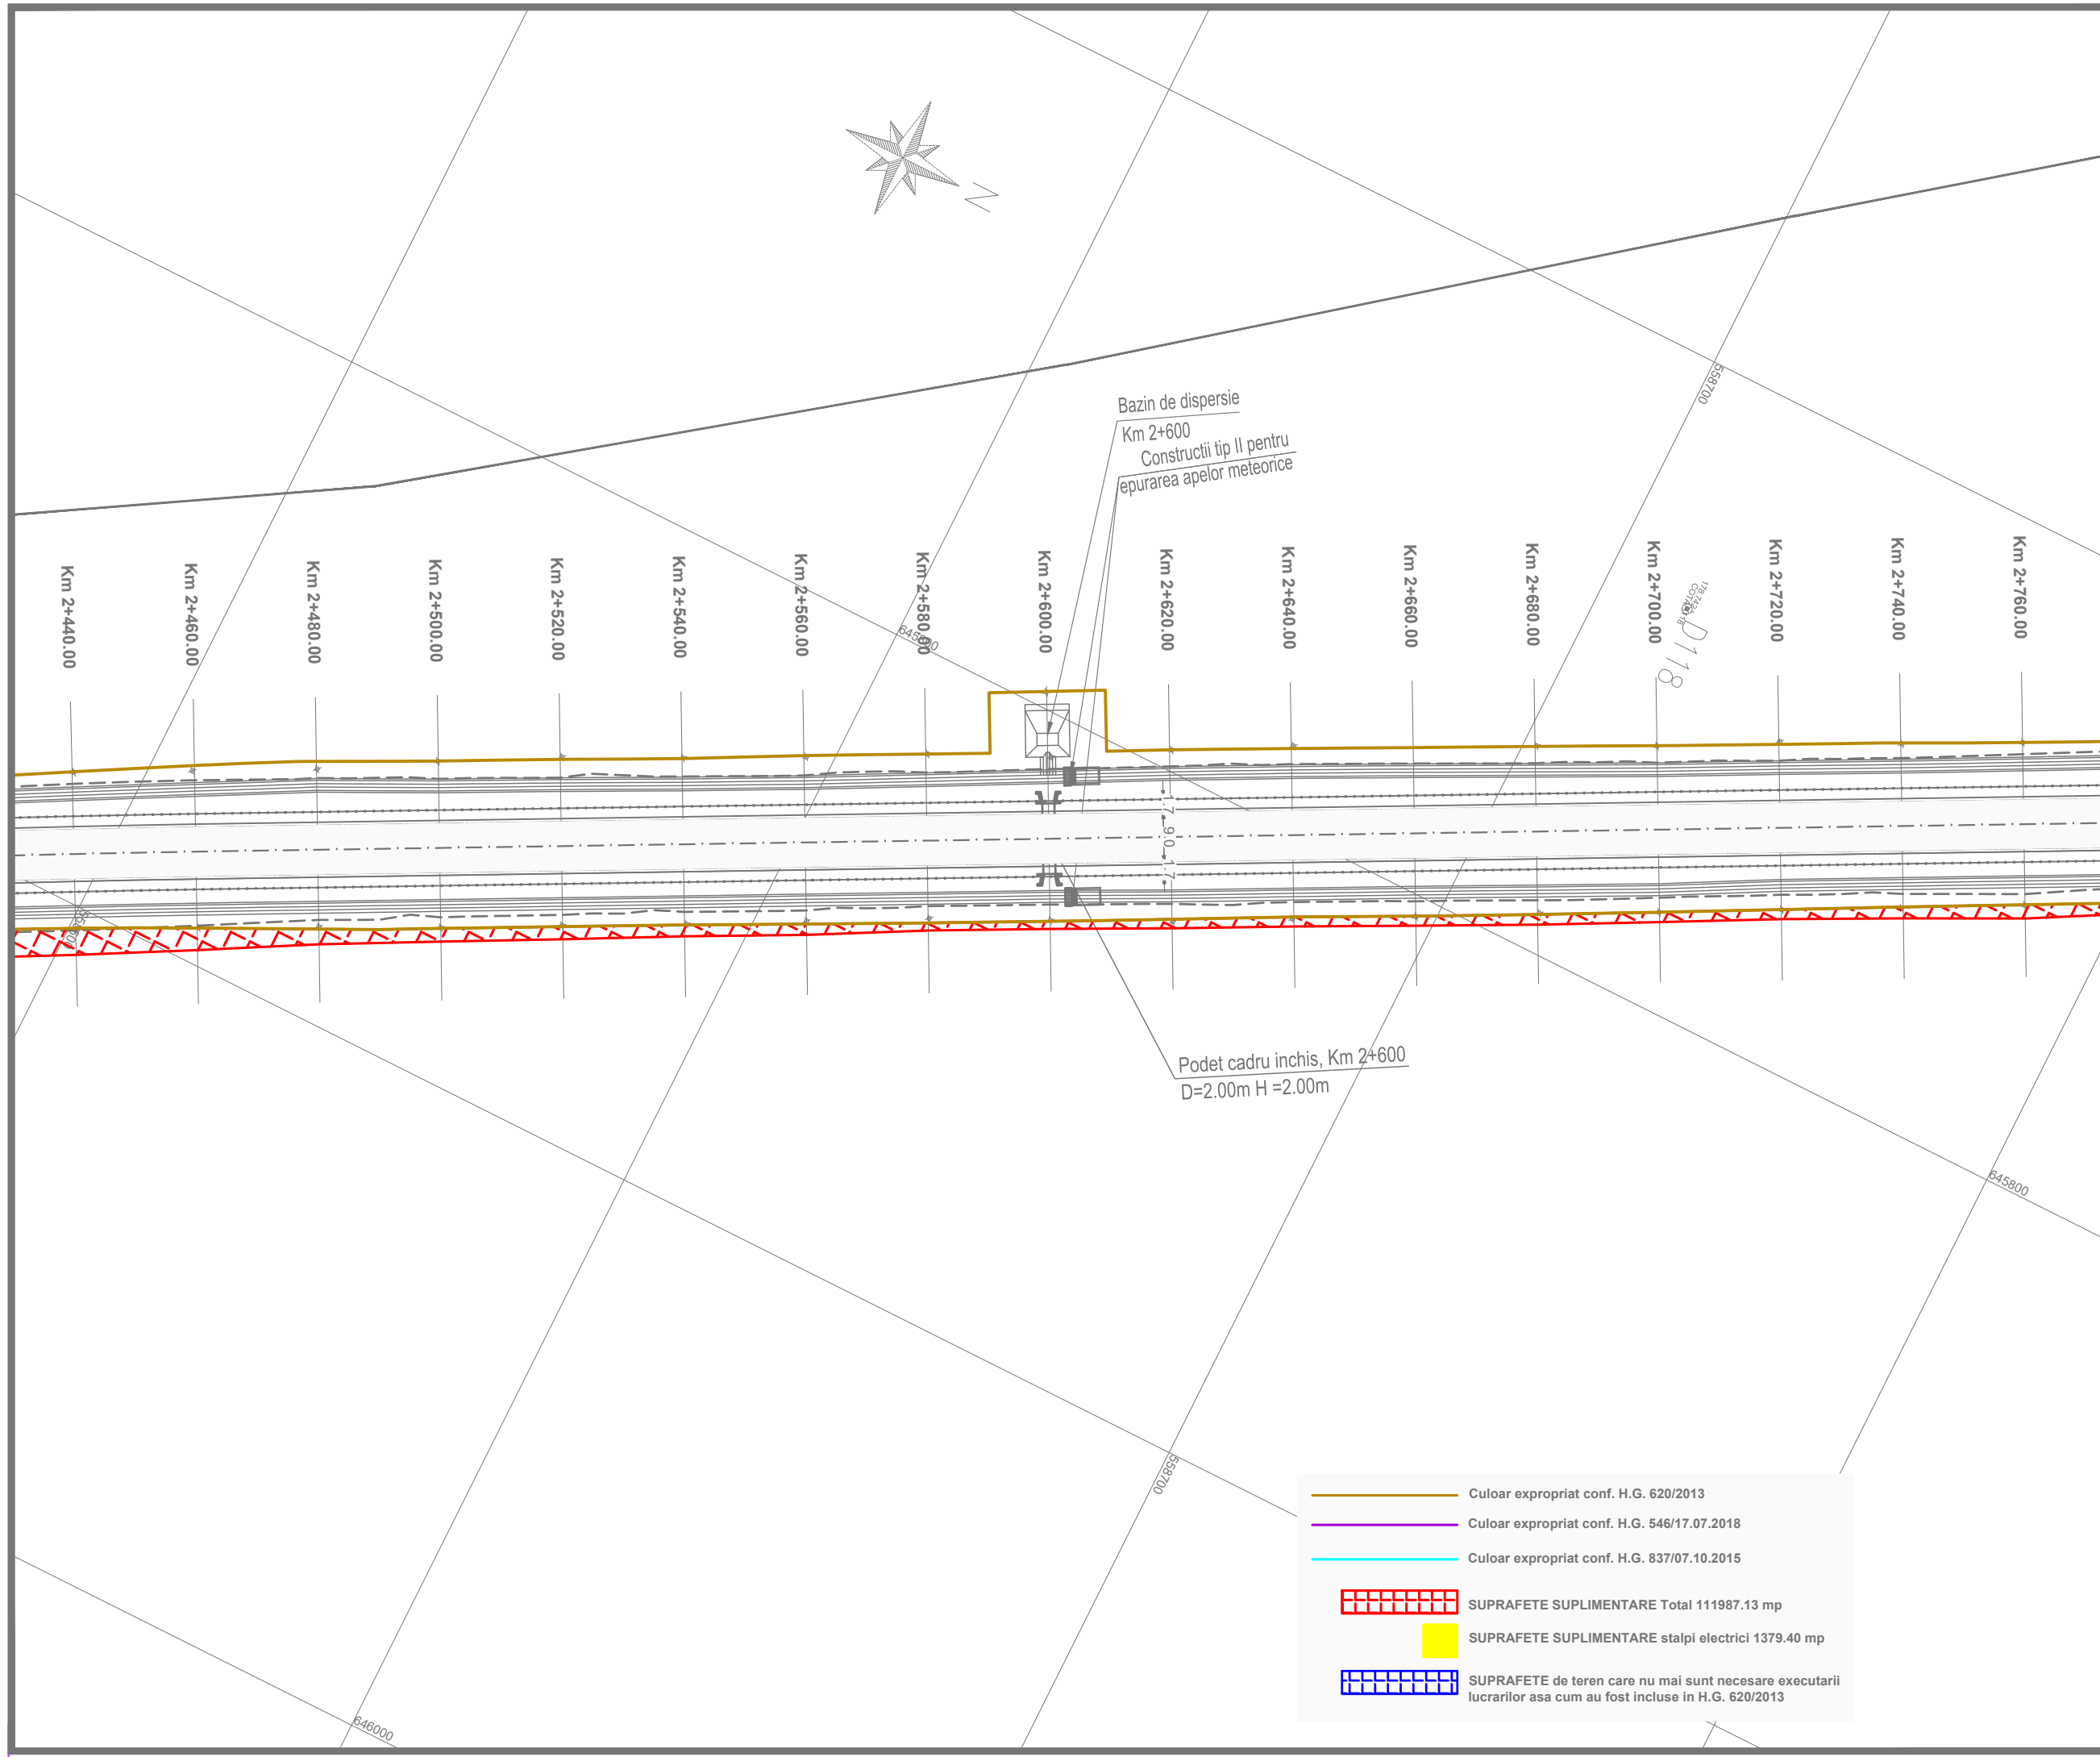 N
558700
Bazin de dispersie
Km 2+600
Constructii tip II pentru
epurarea apelor meteorice
Km 2+440.00
Km 2+460.00
Km 2+480.00
Km 2+500.00
Km 2+520.00
Km 2+540.00
Km 2+560.00
Km 2+580.00
Km 2+600.00
Km 2+620.00
Km 2+640.00
Km 2+660.00
Km 2+680.00
Km 2+700.00
Km 2+720.00
Km 2+740.00
Km 2+760.00
DJ118
9.0
Podet cadru inchis, Km 2+600
D=2.00m H =2.00m
645800
558700
646000
Culoar expropriat conf. H.G. 620/2013
Culoar expropriat conf. H.G. 546/17.07.2018
Culoar expropriat conf. H.G. 837/07.10.2015
SUPRAFETE SUPLIMENTARE Total 111987.13 mp
SUPRAFETE SUPLIMENTARE stalpi electrici 1379.40 mp
SUPRAFETE de teren care nu mai sunt necesare executarii
lucrarilor asa cum au fost incluse in H.G. 620/2013